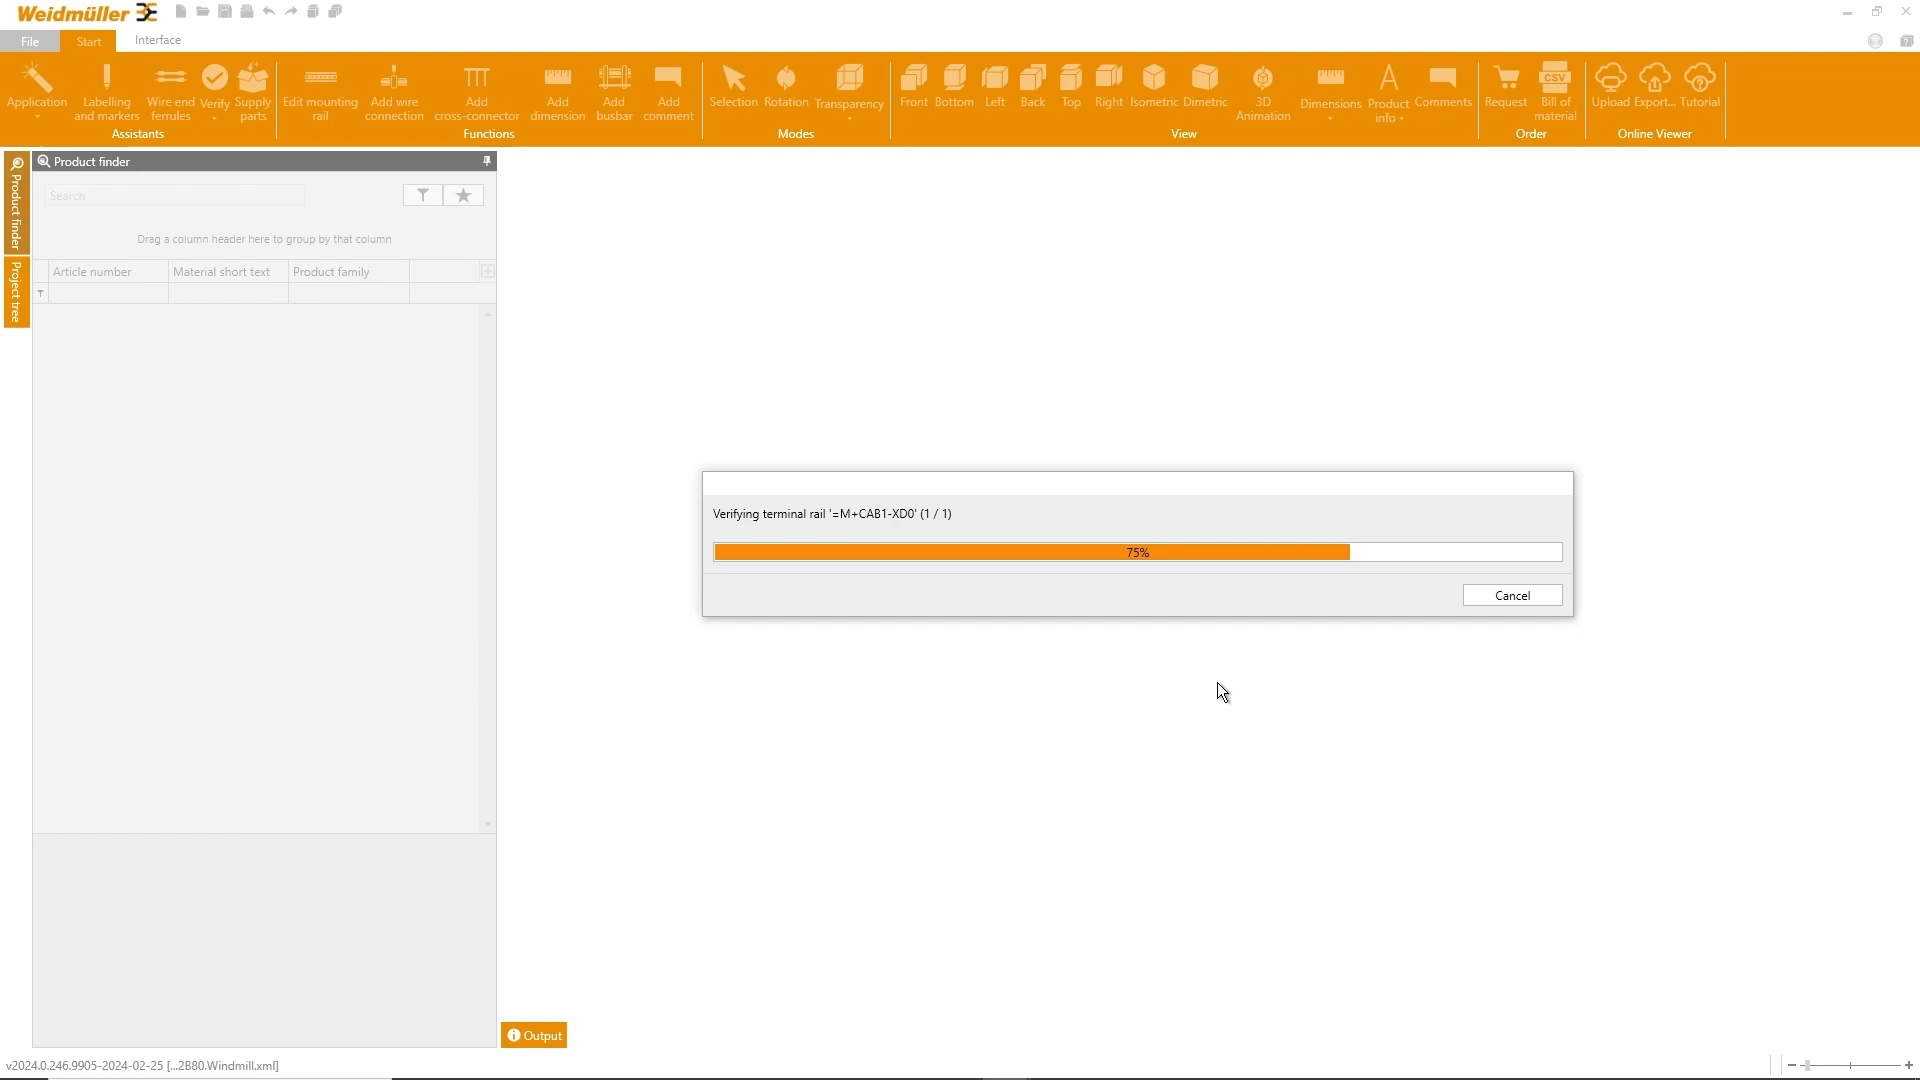 Weidmüller
File Start Interface
Application
Labelling and markers
Wire end ferrules
Verify
Supply parts
Assistants
Edit mounting rail
Add wire connection
Add cross-connector
Add dimension
Add busbar
Add comment
Functions
Selection
Rotation
Transparency
Modes
Front
Bottom
Left
Back
Top
Right
Isometric
Dimetric
3D Animation
Dimensions
Product info
Comments
View
Request
CSV
Bill of material
Order
Upload
Export...
Tutorial
Online Viewer
Product finder
Project tree
Product finder
Search
Drag a column header here to group by that column
Article number Material short text Product family
Verifying terminal rail '=M+CAB1-XD0' (1 / 1)
75%
Cancel
Output
v2024.0.246.9905-2024-02-25 [...2B80.Windmill.xml]